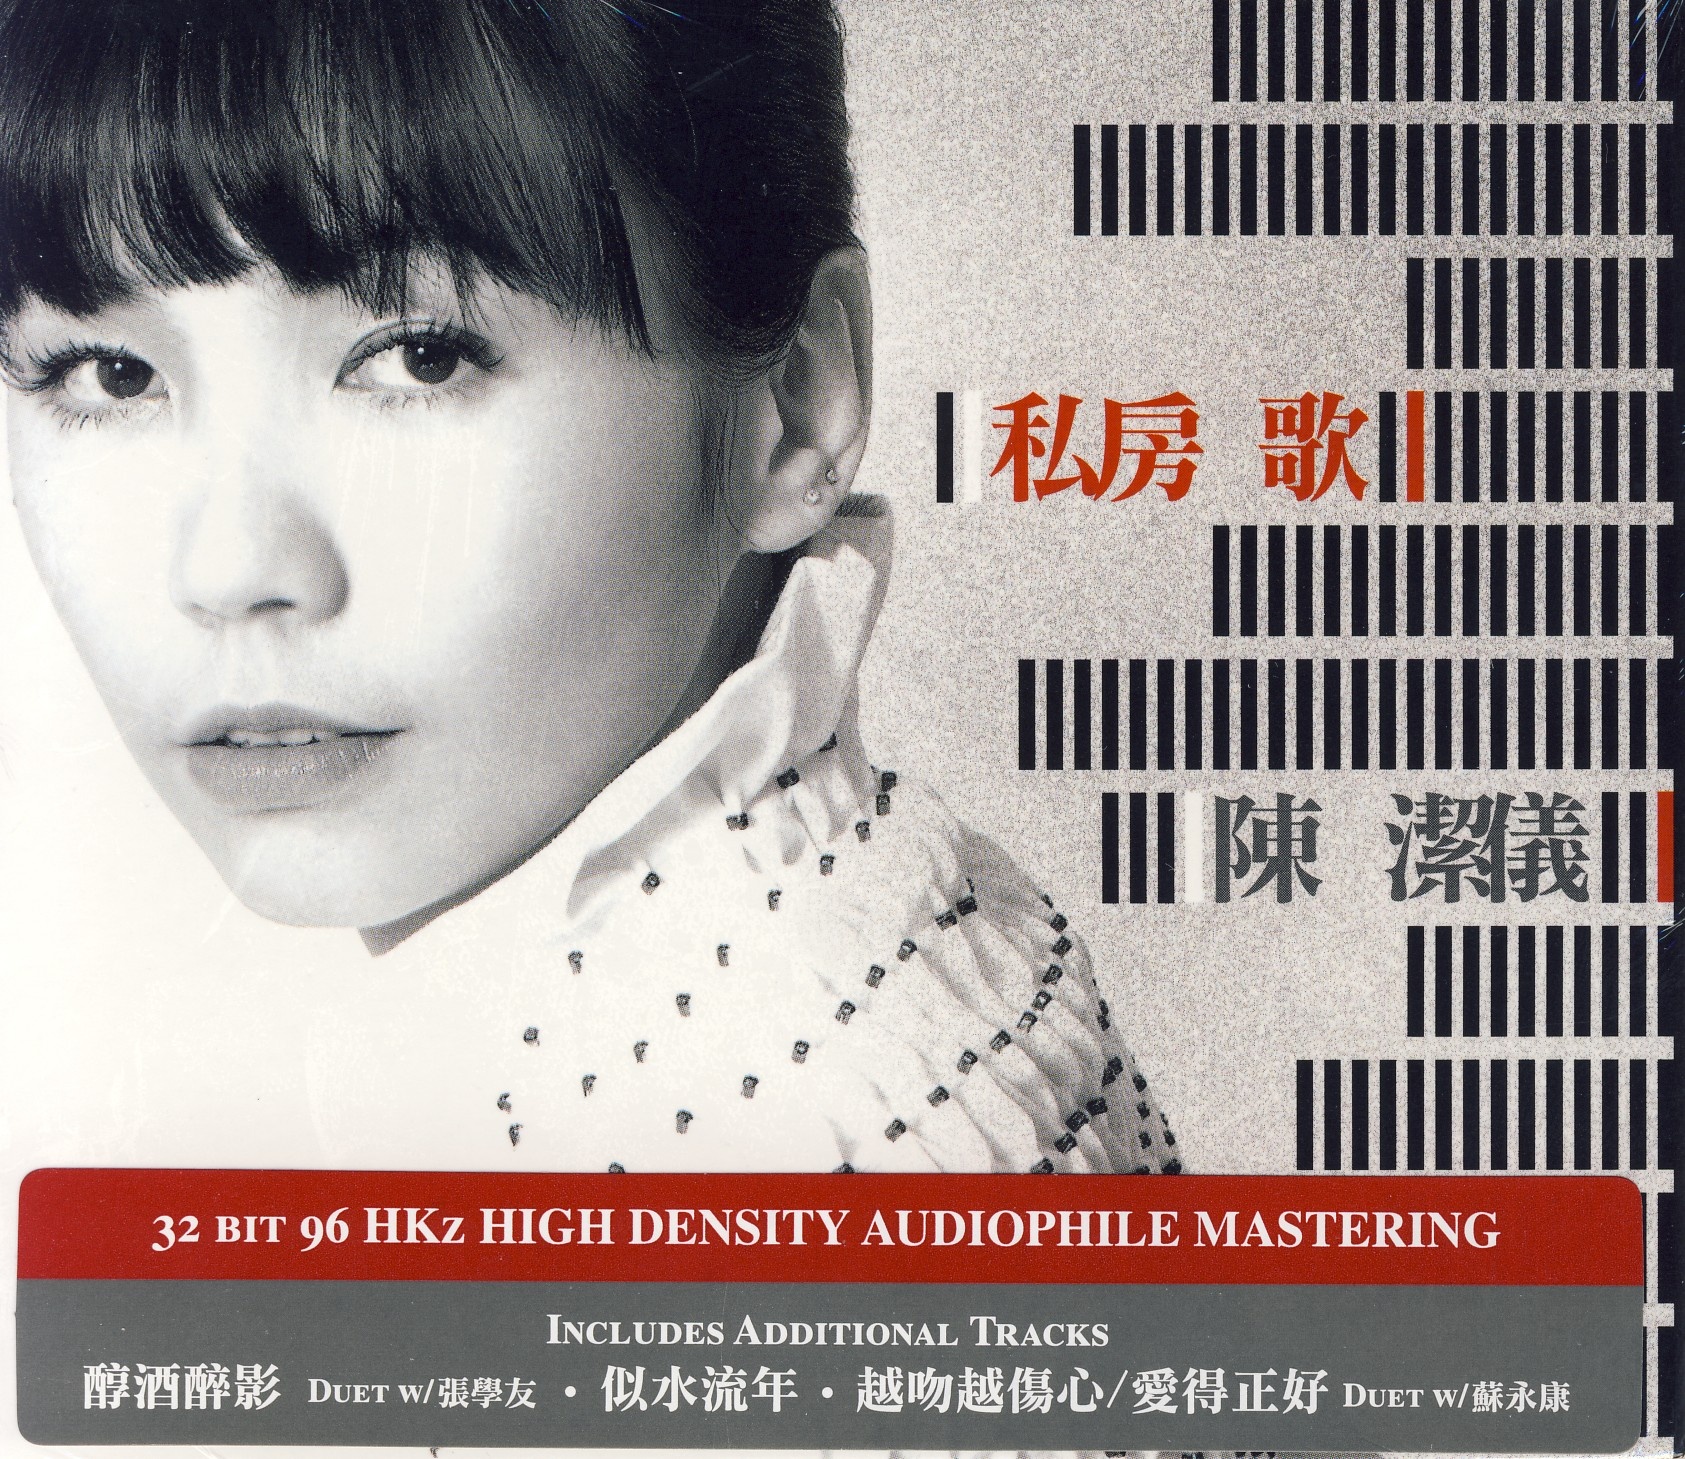 私房 歌
陳 潔儀
32 BIT 96 HKz HIGH DENSITY AUDIOPHILE MASTERING
INCLUDES ADDITIONAL TRACKS
醇酒醉影 DUET W/張學友 • 似水流年 • 越吻越傷心/愛得正好 DUET W/蘇永康